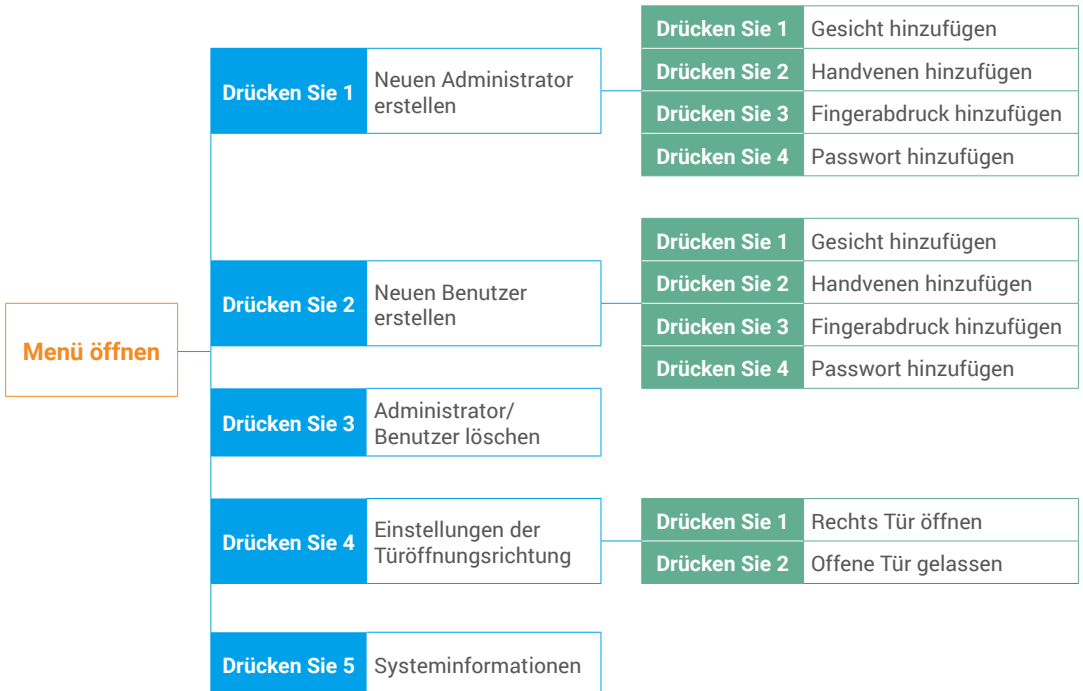 Menü öffnen
Drücken Sie 1
Neuen Administrator
erstellen
Drücken Sie 1
Gesicht hinzufügen
Drücken Sie 2
Handvenen hinzufügen
Drücken Sie 3
Fingerabdruck hinzufügen
Drücken Sie 4
Passwort hinzufügen
Drücken Sie 2
Neuen Benutzer
erstellen
Drücken Sie 1
Gesicht hinzufügen
Drücken Sie 2
Handvenen hinzufügen
Drücken Sie 3
Fingerabdruck hinzufügen
Drücken Sie 4
Passwort hinzufügen
Drücken Sie 3
Administrator/
Benutzer löschen
Drücken Sie 4
Einstellungen der
Türöffnungsrichtung
Drücken Sie 1
Rechts Tür öffnen
Drücken Sie 2
Offene Tür gelassen
Drücken Sie 5
Systeminformationen